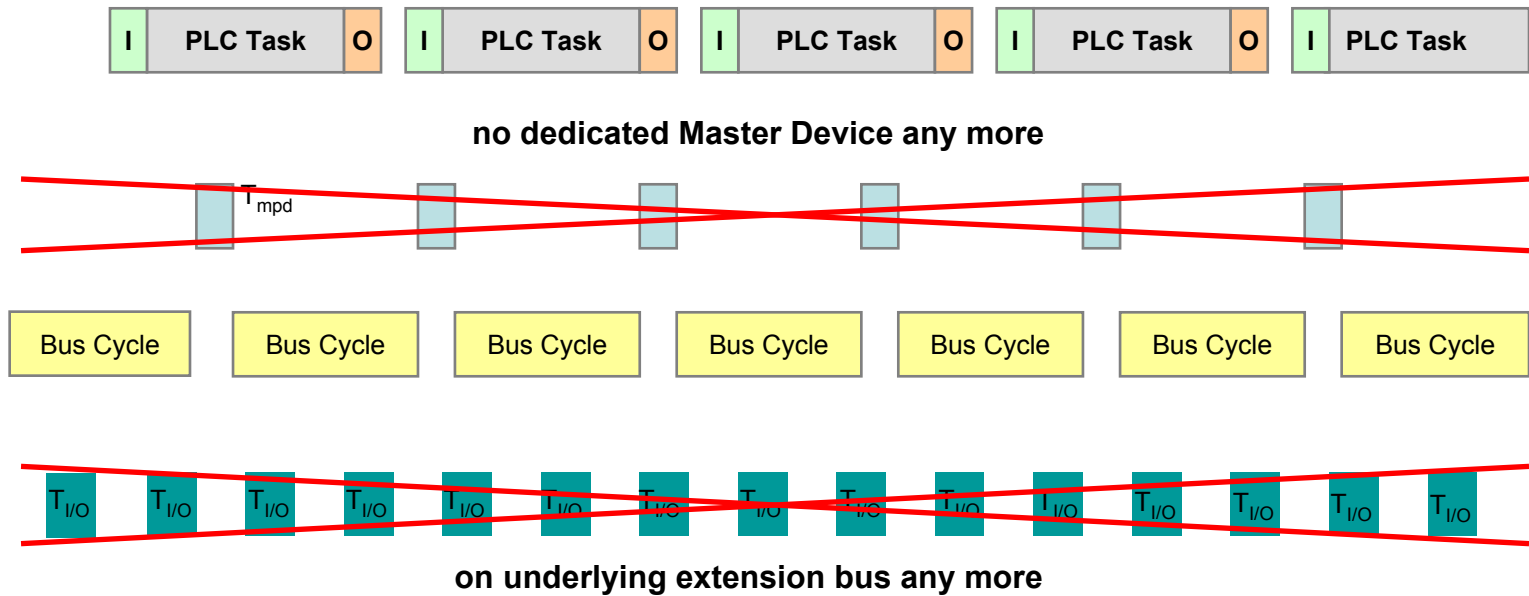 I PLC Task O I PLC Task O I PLC Task O I PLC Task O I PLC Task
no dedicated Master Device any more
Tmpd
Bus Cycle Bus Cycle Bus Cycle Bus Cycle Bus Cycle Bus Cycle Bus Cycle
TI/O TI/O TI/O TI/O TI/O TI/O TI/O TI/O TI/O TI/O TI/O TI/O TI/O TI/O TI/O
on underlying extension bus any more